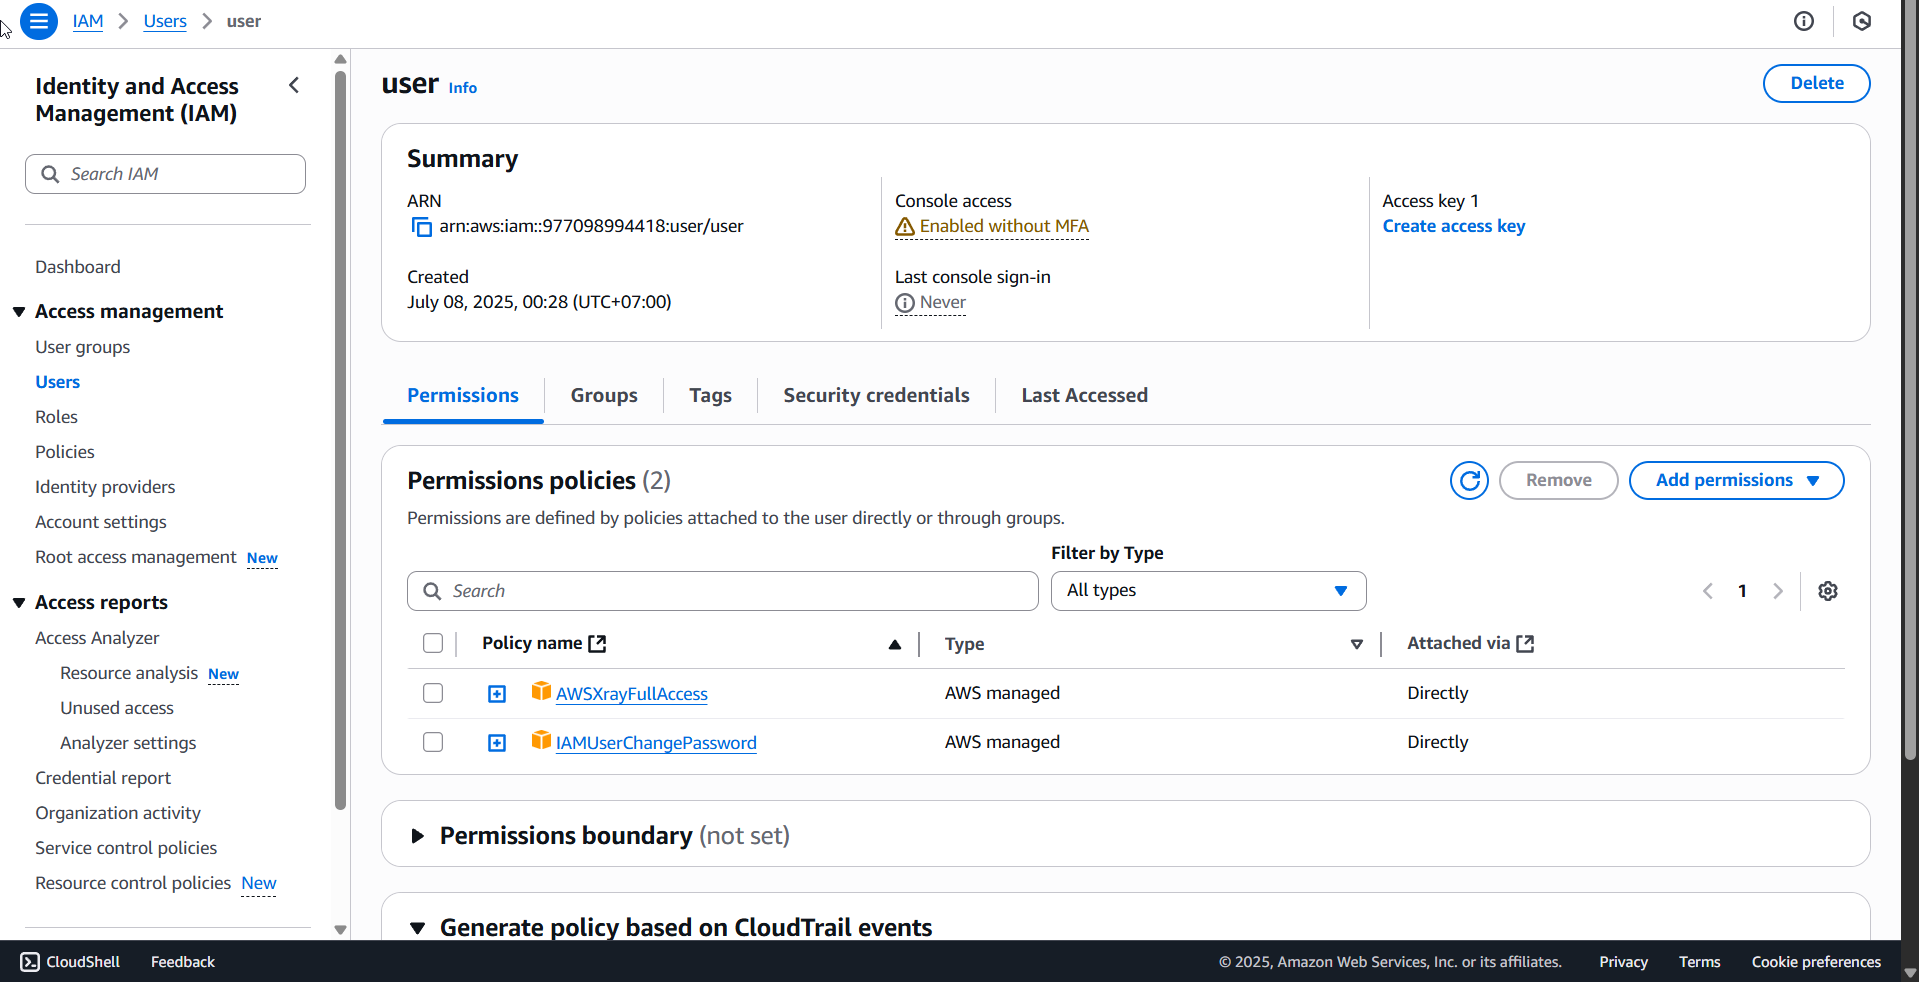 IAM > Users > user
Identity and Access
Management (IAM)
Search IAM
Dashboard
Access management
User groups
Users
Roles
Policies
Identity providers
Account settings
Root access management New
Access reports
Access Analyzer
Resource analysis New
Unused access
Analyzer settings
Credential report
Organization activity
Service control policies
Resource control policies New
user Info
Delete
Summary
ARN
arn:aws:iam::977098994418:user/user
Created
July 08, 2025, 00:28 (UTC+07:00)
Console access
Enabled without MFA
Last console sign-in
Never
Access key 1
Create access key
Permissions
Groups
Tags
Security credentials
Last Accessed
Permissions policies (2)
Remove
Add permissions
Permissions are defined by policies attached to the user directly or through groups.
Filter by Type
Search
All types
1
Policy name
Type
Attached via
AWSXrayFullAccess AWS managed Directly
IAMUserChangePassword AWS managed Directly
Permissions boundary (not set)
Generate policy based on CloudTrail events
CloudShell Feedback © 2025, Amazon Web Services, Inc. or its affiliates. Privacy Terms Cookie preferences